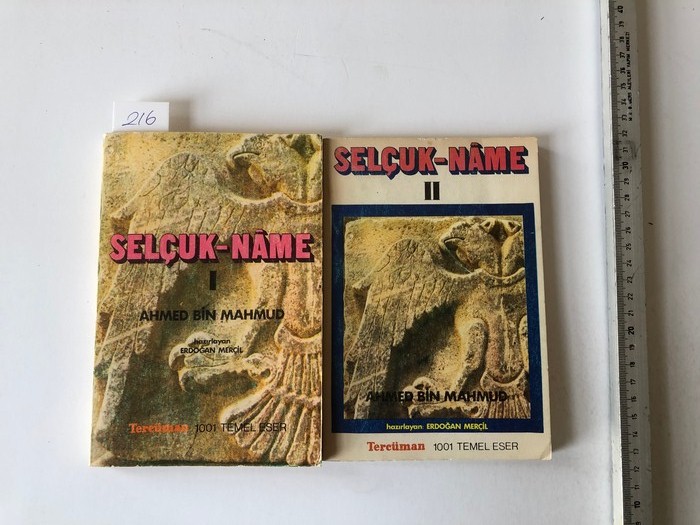 216
SELÇUK-NÂME
I
AHMED BİN MAHMUD
hazırlayan
ERDOĞAN MERÇİL
Tercüman 1001 TEMEL ESER
SELÇUK-NÂME
II
AHMED BİN MAHMUD
hazırlayan: ERDOĞAN MERÇİL
Tercüman 1001 TEMEL ESER